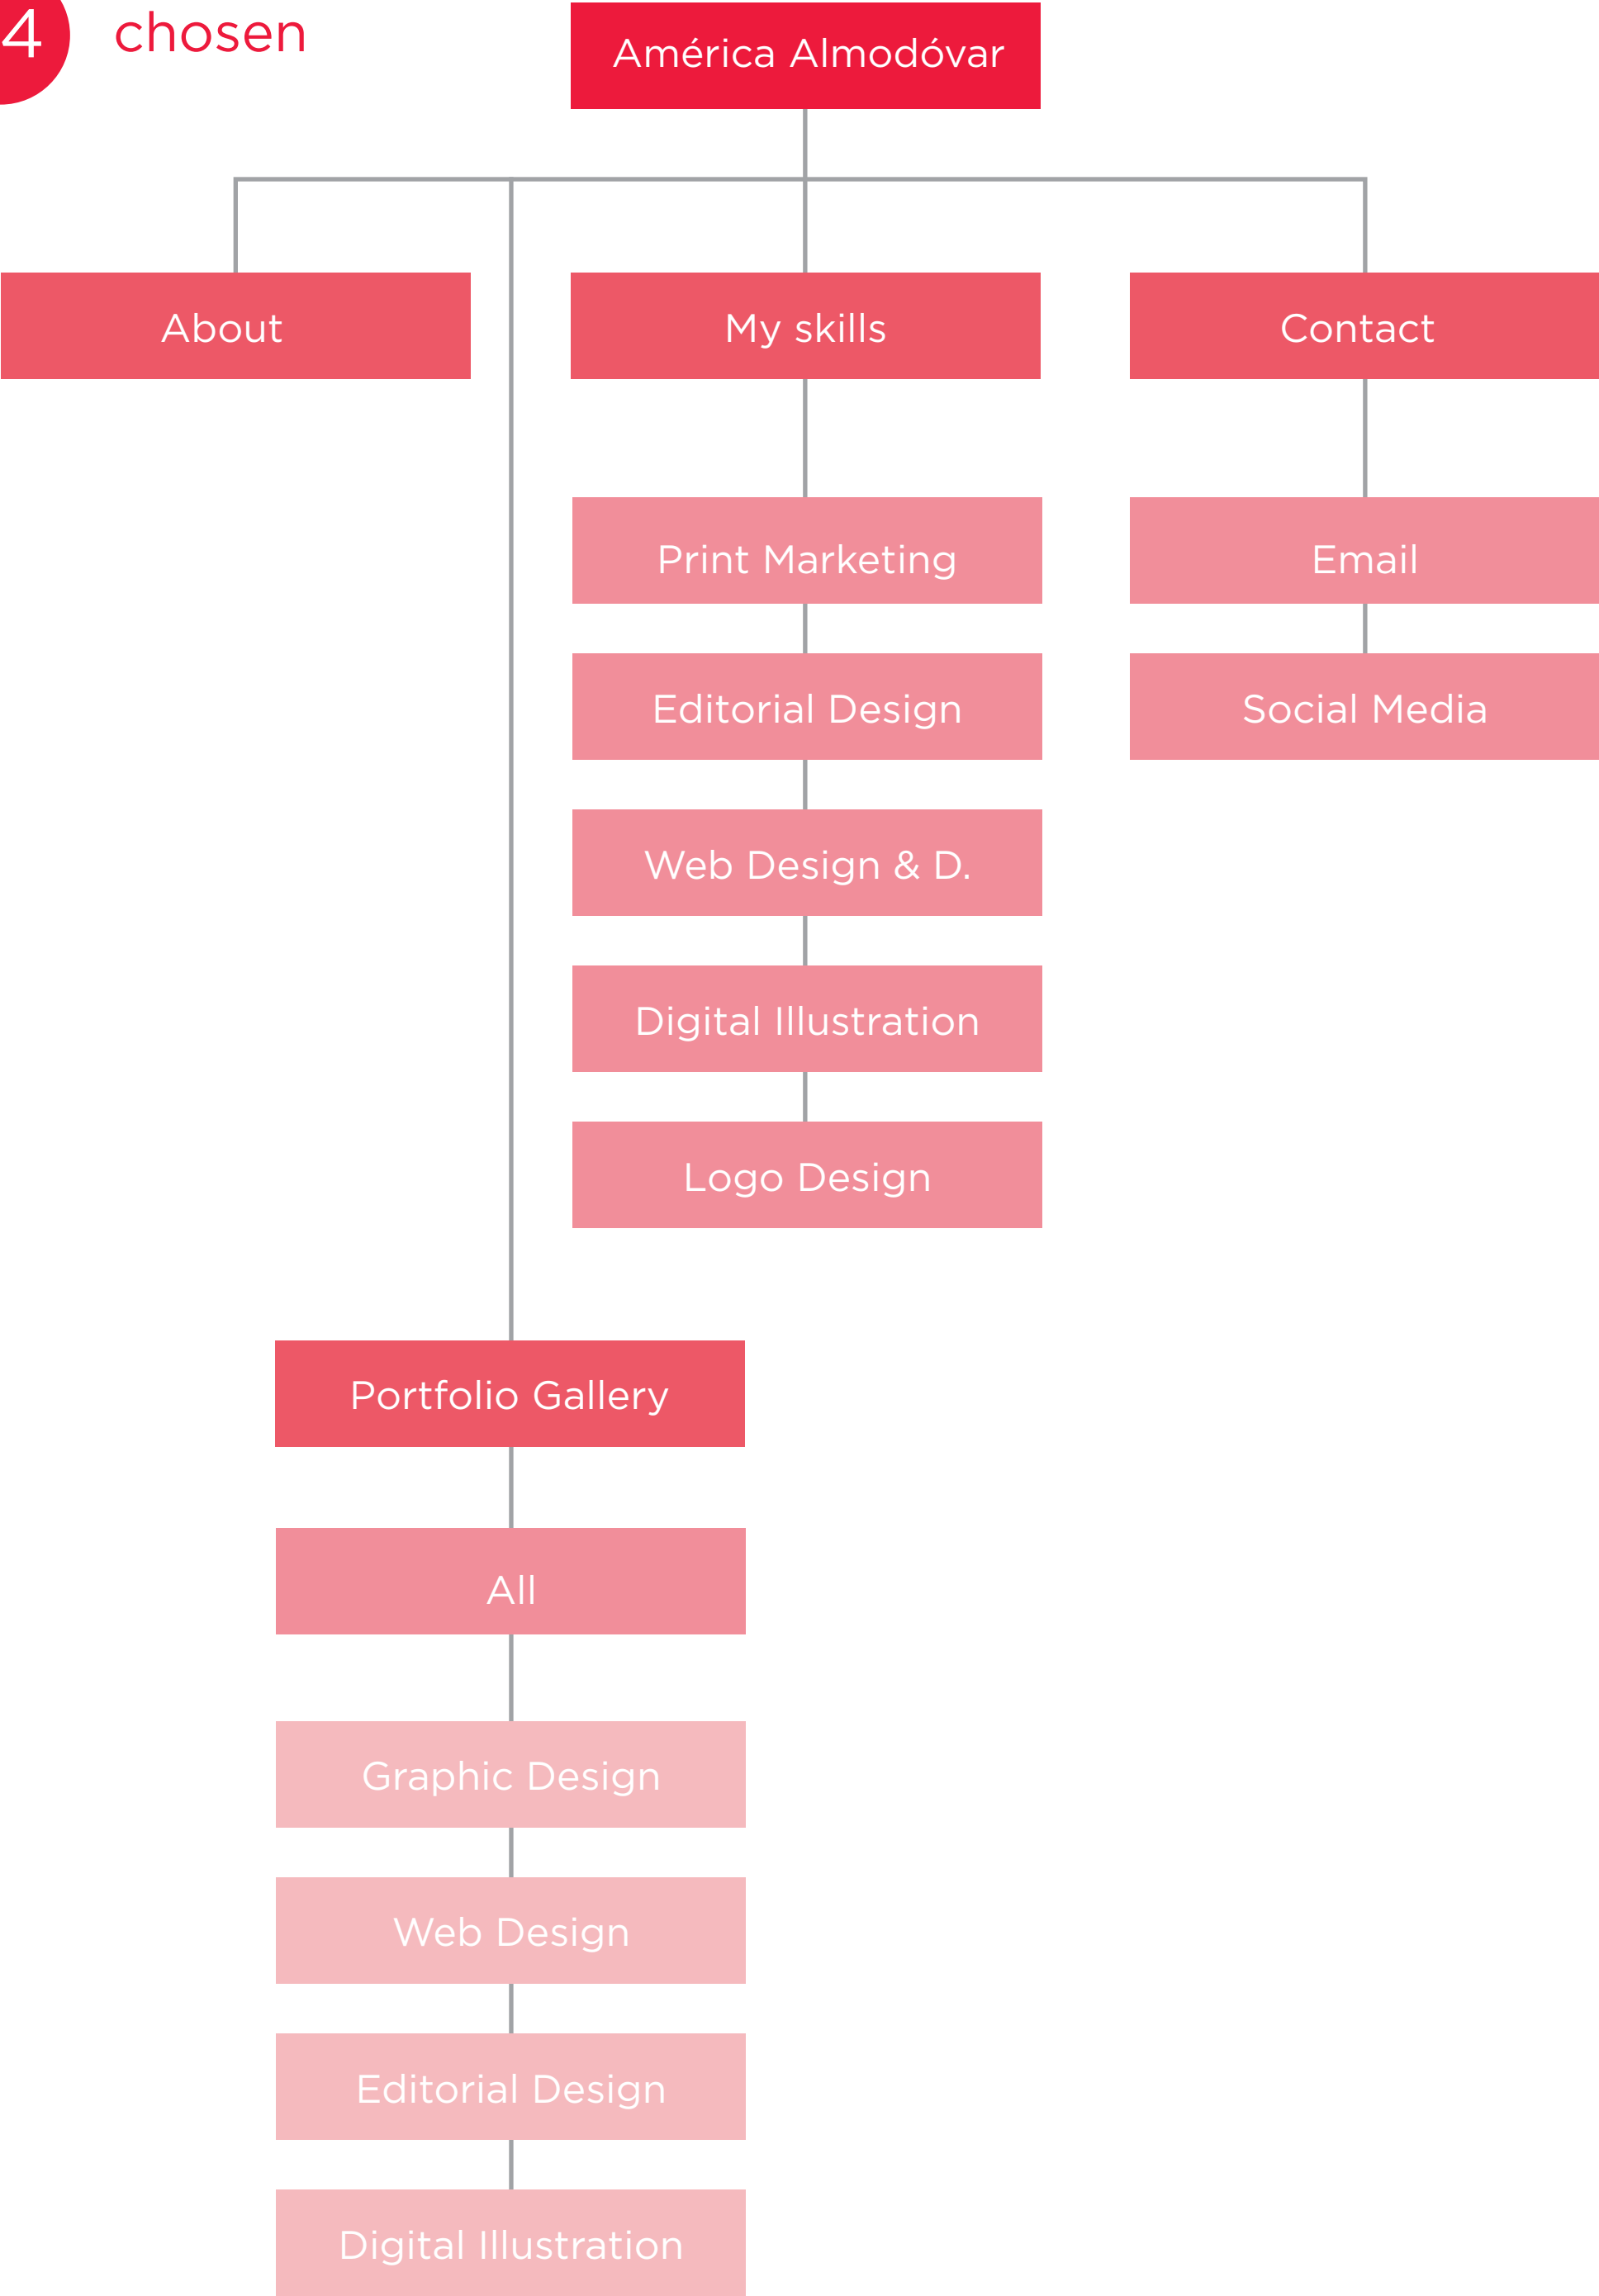 4 chosen
América Almodóvar
About
My skills
Contact
Print Marketing
Email
Editorial Design
Social Media
Web Design & D.
Digital Illustration
Logo Design
Portfolio Gallery
All
Graphic Design
Web Design
Editorial Design
Digital Illustration